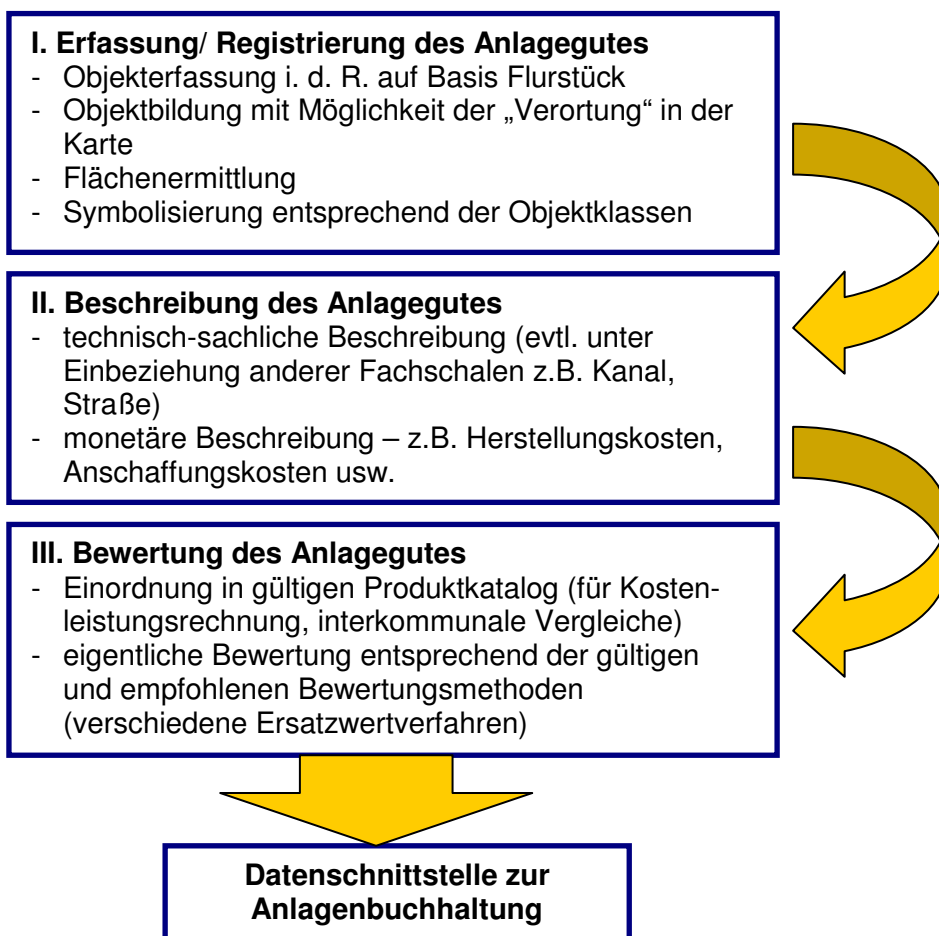 I. Erfassung/ Registrierung des Anlagegutes
- Objekterfassung i. d. R. auf Basis Flurstück
- Objektbildung mit Möglichkeit der „Verortung“ in der
Karte
- Flächenermittlung
- Symbolisierung entsprechend der Objektklassen
II. Beschreibung des Anlagegutes
- technisch-sachliche Beschreibung (evtl. unter
Einbeziehung anderer Fachschalen z.B. Kanal,
Straße)
- monetäre Beschreibung – z.B. Herstellungskosten,
Anschaffungskosten usw.
III. Bewertung des Anlagegutes
- Einordnung in gültigen Produktkatalog (für Kosten-
leistungsrechnung, interkommunale Vergleiche)
- eigentliche Bewertung entsprechend der gültigen
und empfohlenen Bewertungsmethoden
(verschiedene Ersatzwertverfahren)
Datenschnittstelle zur
Anlagenbuchhaltung